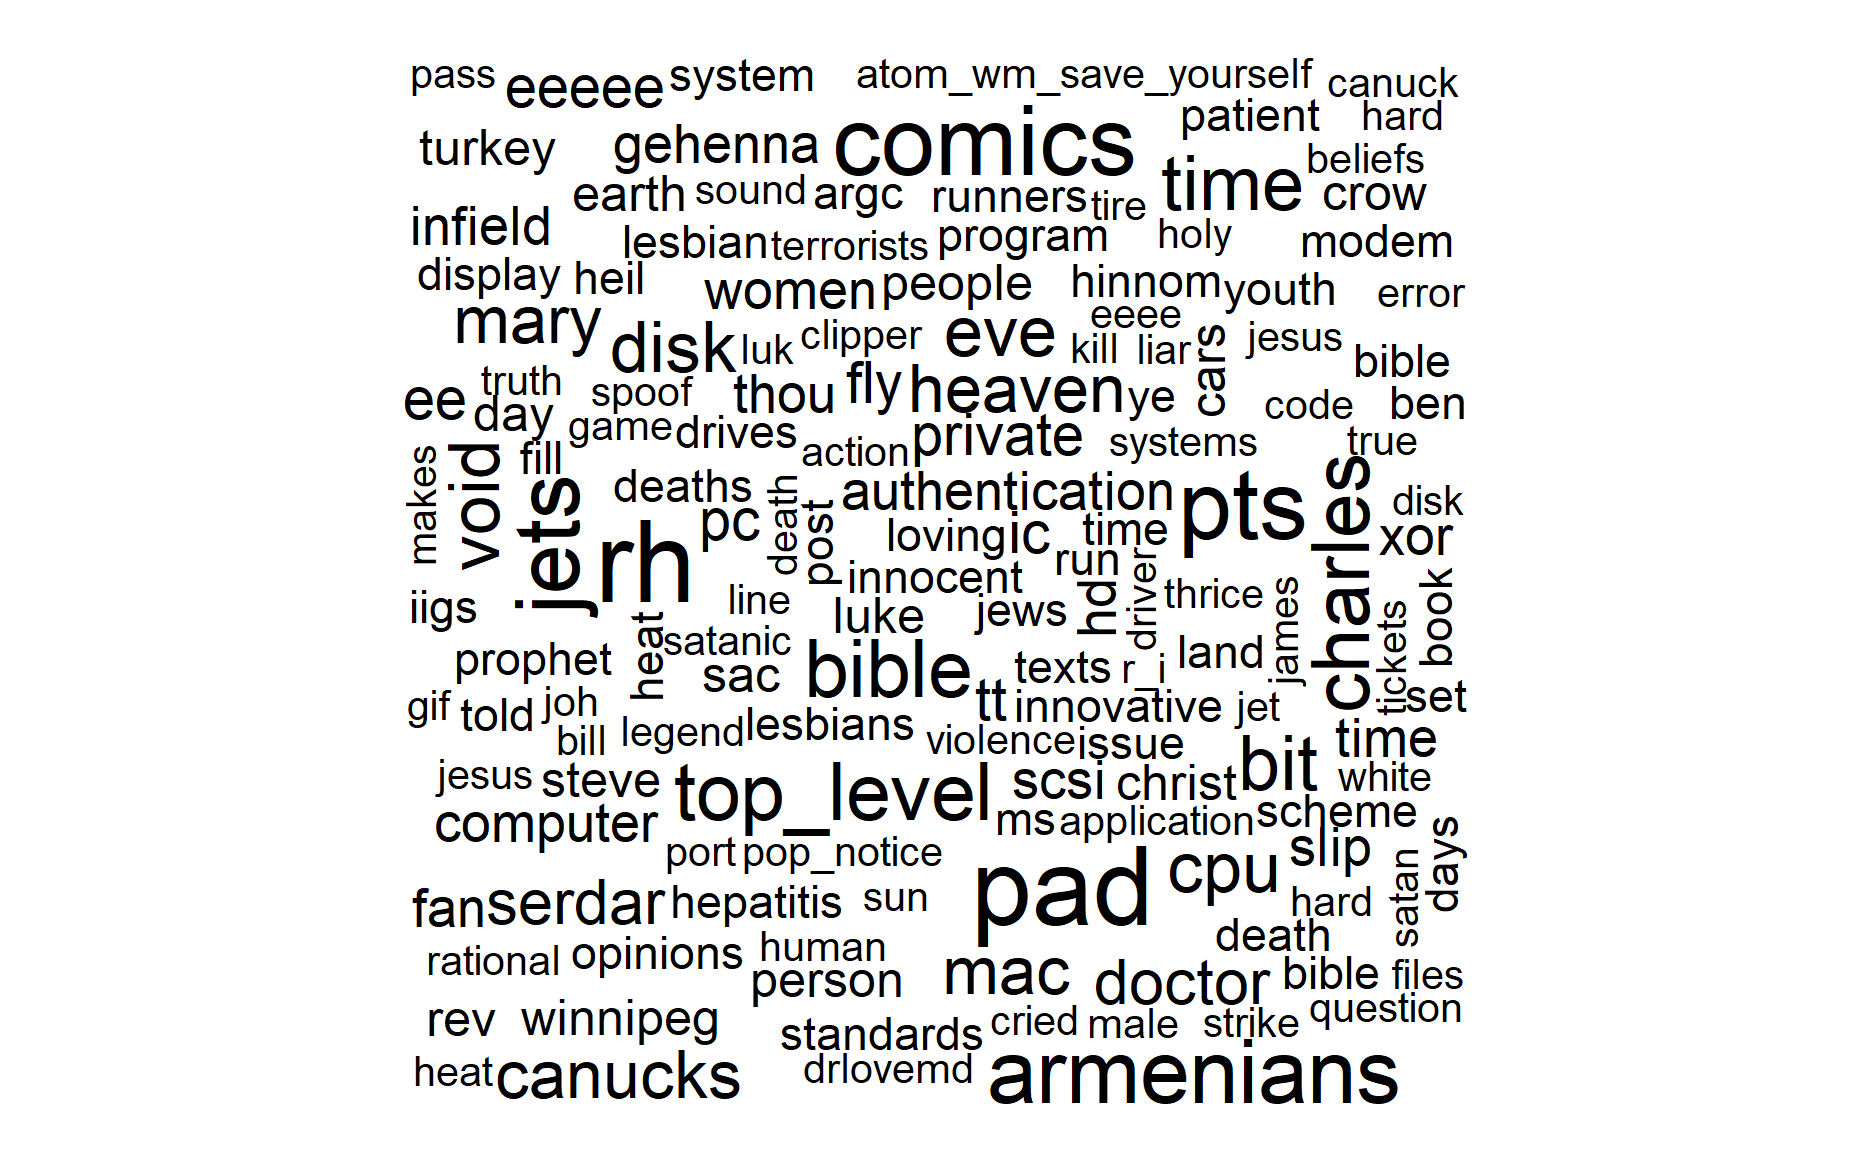 pass eeeee system atom_wm_save_yourself canuck
turkey gehenna comics patient hard
beliefs
earth sound argc runners tire time crow
infield lesbian terrorists program holy modem
display heil women people hinnom youth error
mary disk luk clipper eve eeee kill liar cars jesus bible
ee truth day spoof thou fly heaven ye code ben
game drives action private systems true
makes void fill jets deaths death post authentication pts charles disk
rh pc loving ic time xor
innocent run hd driver thrice james tickets book
iigs line luke jews
heat satanic
prophet sac bible texts r_i land
gif told joh tt innovative jet set
bill legend lesbians violence issue bit time
jesus steve top_level scsi christ white
computer ms application scheme
port pop_notice pad cpu slip satan days
fan serdar hepatitis sun hard
death
rational opinions human
person mac doctor bible files
rev winnipeg standards cried male strike question
heat canucks drlovemd armenians